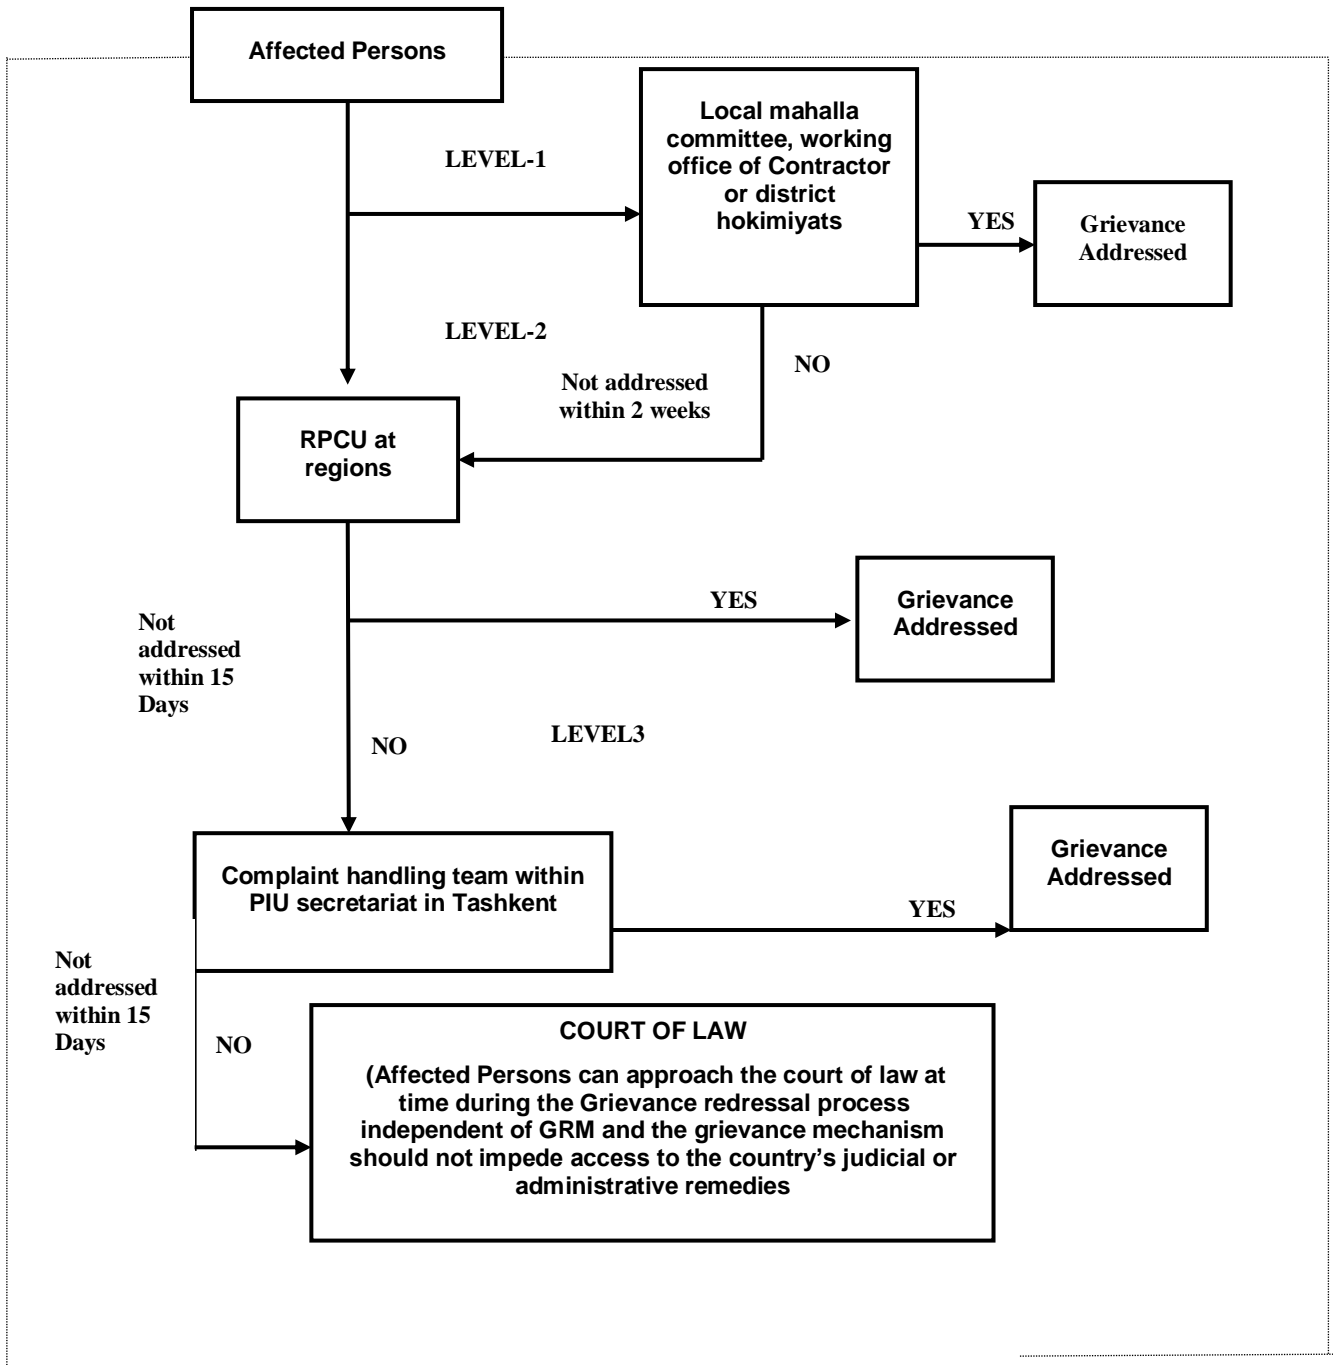 Affected Persons
Local mahalla
committee, working
office of Contractor
or district
hokimiyats
LEVEL-1
YES
Grievance
Addressed
LEVEL-2
NO
Not addressed
within 2 weeks
RPCU at
regions
YES
Grievance
Addressed
Not
addressed
within 15
Days
NO
LEVEL3
Complaint handling team within
PIU secretariat in Tashkent
YES
Grievance
Addressed
Not
addressed
within 15
Days
NO
COURT OF LAW
(Affected Persons can approach the court of law at
time during the Grievance redressal process
independent of GRM and the grievance mechanism
should not impede access to the country's judicial or
administrative remedies